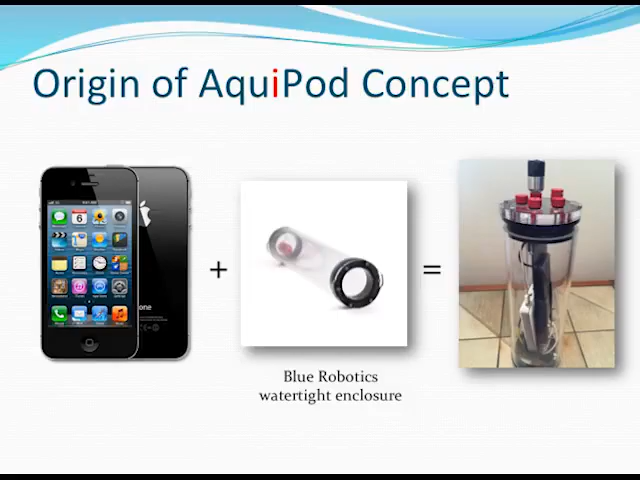 Origin of AquiPod Concept
+
=
Blue Robotics
watertight enclosure